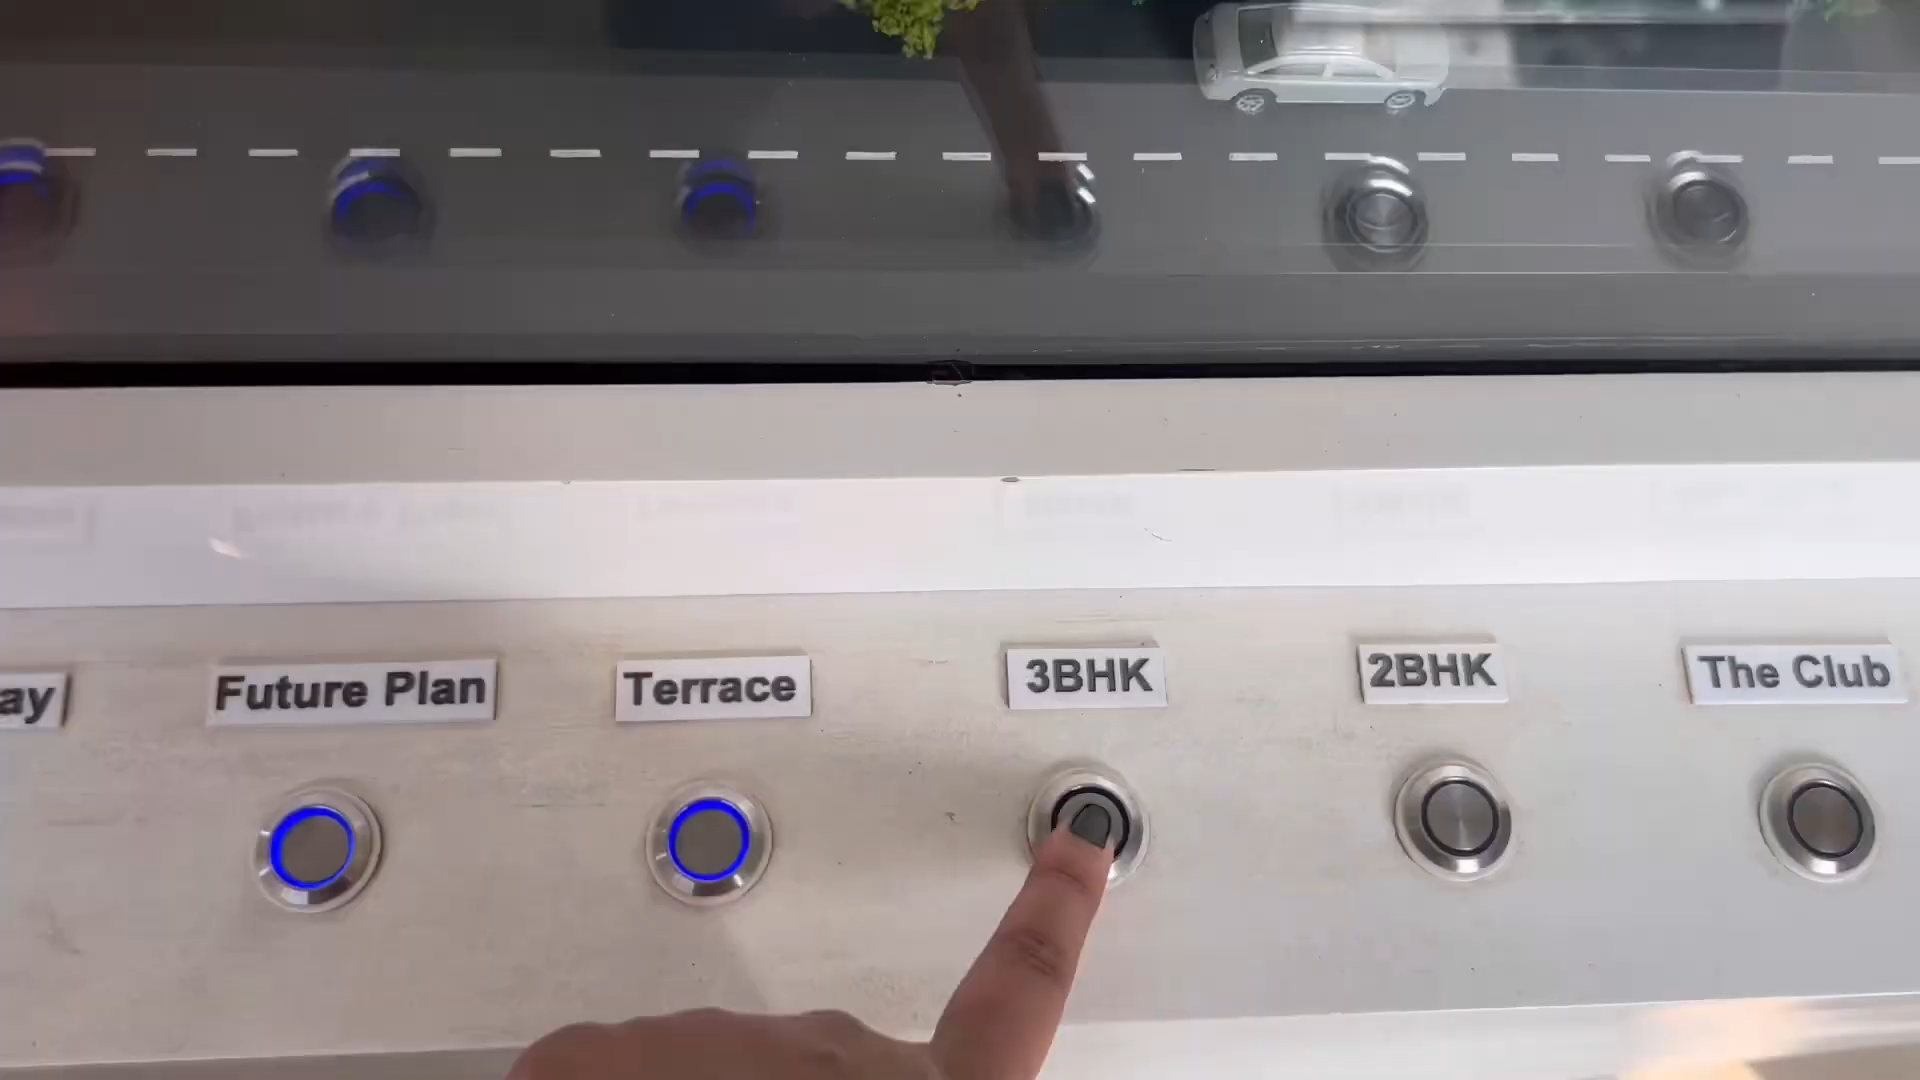 ay
Future Plan
Terrace
3BHK
2BHK
The Club